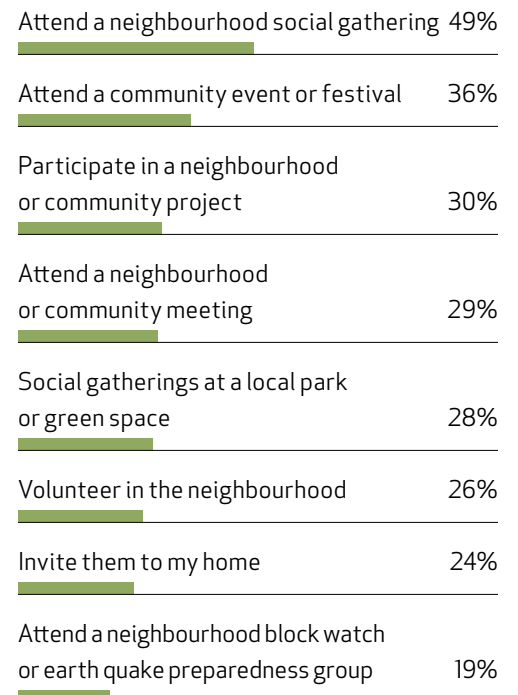 Attend a neighbourhood social gathering 49%
Attend a community event or festival 36%
Participate in a neighbourhood
or community project 30%
Attend a neighbourhood
or community meeting 29%
Social gatherings at a local park
or green space 28%
Volunteer in the neighbourhood 26%
Invite them to my home 24%
Attend a neighbourhood block watch
or earth quake preparedness group 19%